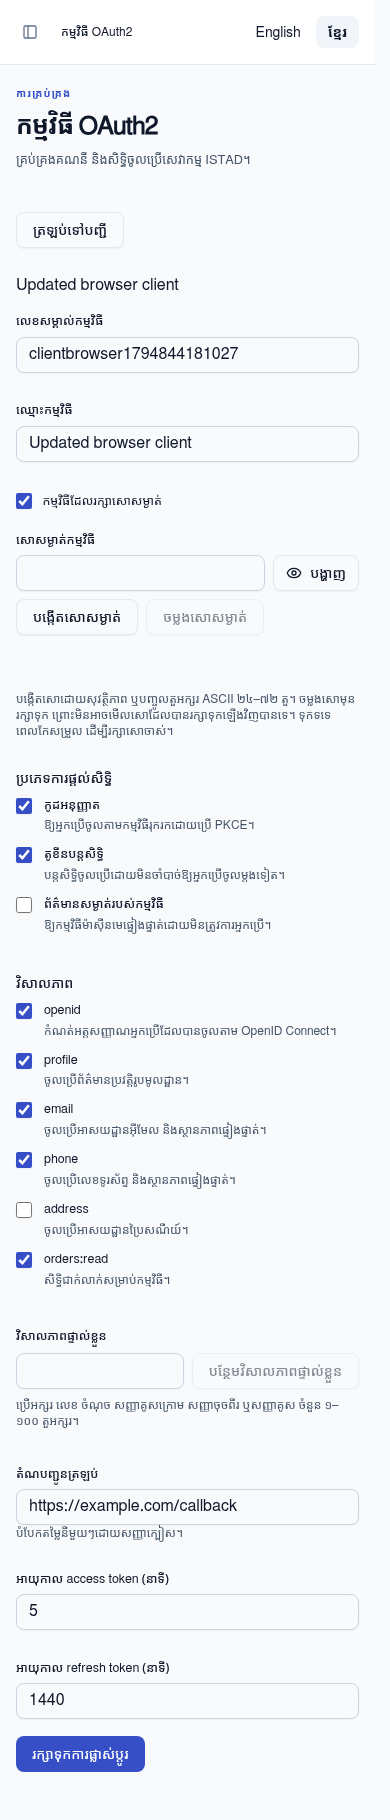 កម្មវិធី OAuth2
English
ខ្មែរ
ការគ្រប់គ្រង
កម្មវិធី OAuth2
គ្រប់គ្រងគណនី និងសិទ្ធិចូលប្រើសេវាកម្ម ISTAD។
ត្រឡប់ទៅបញ្ជី
Updated browser client
លេខសម្គាល់កម្មវិធី
clientbrowser1794844181027
ឈ្មោះកម្មវិធី
Updated browser client
កម្មវិធីដែលរក្សាសោសម្ងាត់
សោសម្ងាត់កម្មវិធី
បង្ហាញ
បង្កើតសោសម្ងាត់
ចម្លងសោសម្ងាត់
បង្កើតសោដោយសុវត្ថិភាព ឬបញ្ចូលតួអក្សរ ASCII ២៤–៧២ តួ។ ចម្លងសោមុន
រក្សាទុក ព្រោះមិនអាចមើលសោដែលបានរក្សាទុកឡើងវិញបានទេ។ ទុកទទេ
ពេលកែសម្រួល ដើម្បីរក្សាសោចាស់។
ប្រភេទការផ្តល់សិទ្ធិ
កូដអនុញ្ញាត
ឱ្យអ្នកប្រើចូលតាមកម្មវិធីរុករកដោយប្រើ PKCE។
តូខឹនបន្តសិទ្ធិ
បន្តសិទ្ធិចូលប្រើដោយមិនចាំបាច់ឱ្យអ្នកប្រើចូលម្តងទៀត។
ព័ត៌មានសម្ងាត់របស់កម្មវិធី
ឱ្យកម្មវិធីម៉ាស៊ីនមេផ្ទៀងផ្ទាត់ដោយមិនត្រូវការអ្នកប្រើ។
វិសាលភាព
openid
កំណត់អត្តសញ្ញាណអ្នកប្រើដែលបានចូលតាម OpenID Connect។
profile
ចូលប្រើព័ត៌មានប្រវត្តិរូបមូលដ្ឋាន។
email
ចូលប្រើអាសយដ្ឋានអ៊ីមែល និងស្ថានភាពផ្ទៀងផ្ទាត់។
phone
ចូលប្រើលេខទូរស័ព្ទ និងស្ថានភាពផ្ទៀងផ្ទាត់។
address
ចូលប្រើអាសយដ្ឋានប្រៃសណីយ៍។
orders:read
សិទ្ធិជាក់លាក់សម្រាប់កម្មវិធី។
វិសាលភាពផ្ទាល់ខ្លួន
បន្ថែមវិសាលភាពផ្ទាល់ខ្លួន
ប្រើអក្សរ លេខ ចំណុច សញ្ញាគូសក្រោម សញ្ញាចុចពីរ ឬសញ្ញាគូស ចំនួន ១–
១០០ តួអក្សរ។
តំណបញ្ជូនត្រឡប់
https://example.com/callback
បំបែកតម្លៃនីមួយៗដោយសញ្ញាក្បៀស។
អាយុកាល access token (នាទី)
5
អាយុកាល refresh token (នាទី)
1440
រក្សាទុកការផ្លាស់ប្តូរ